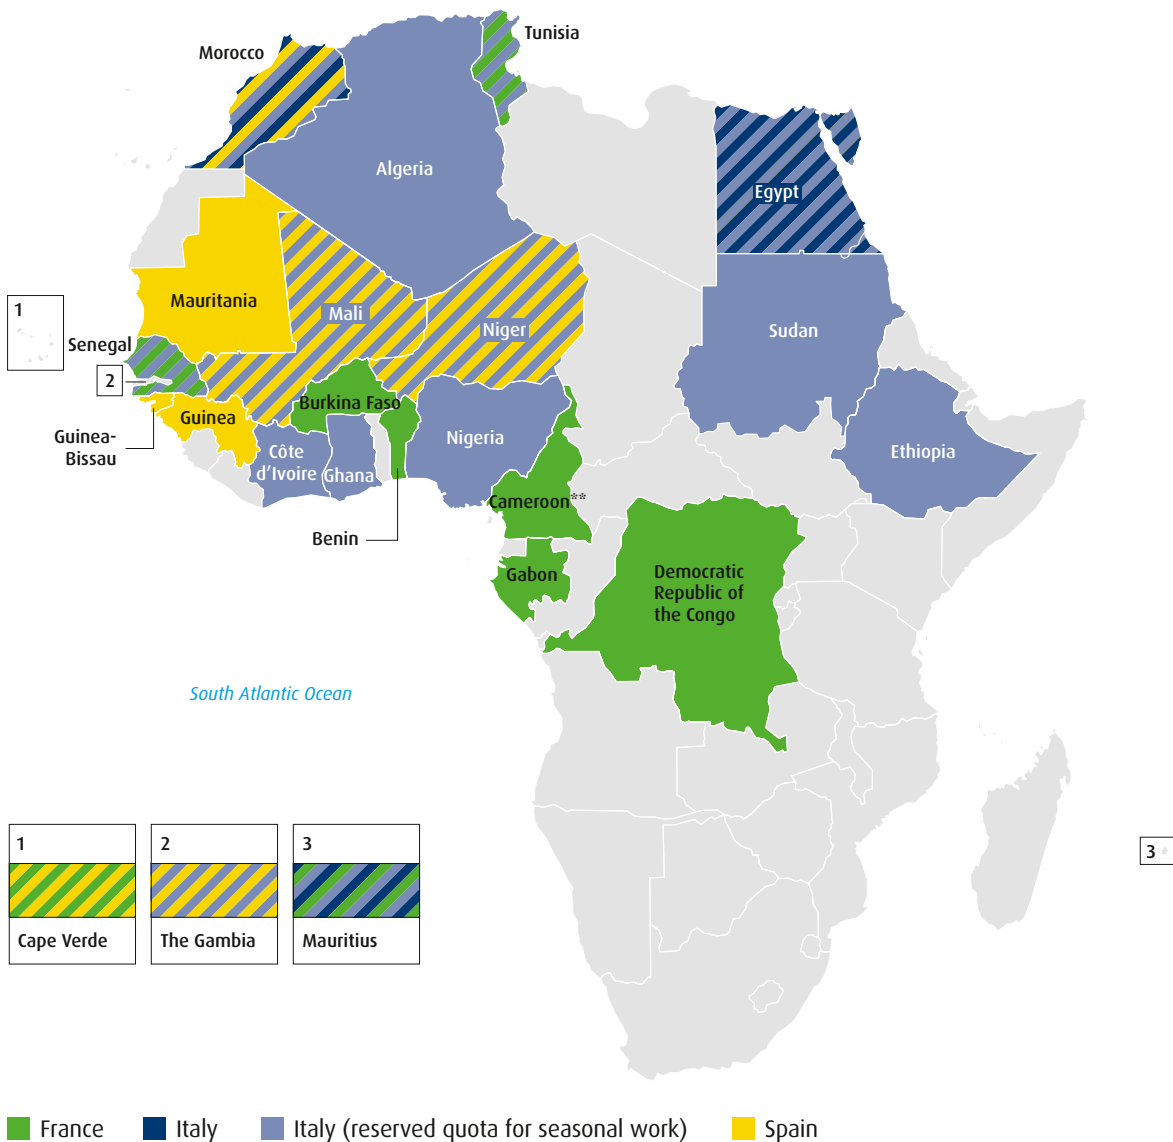 Tunisia
Morocco
Algeria
Egypt
Mauritania
1
Mali
Niger
Sudan
Senegal
2
Burkina Faso
Guinea
Guinea-
Bissau
Nigeria
Côte
d’Ivoire
Ghana
Ethiopia
Cameroon**
Benin
Gabon
Democratic
Republic of
the Congo
South Atlantic Ocean
1
2
3
3
Cape Verde
The Gambia
Mauritius
France
Italy
Italy (reserved quota for seasonal work)
Spain